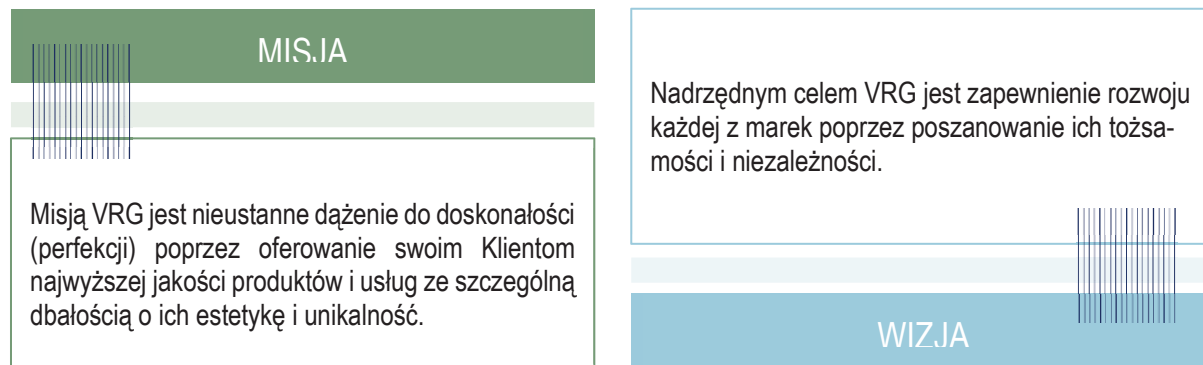 MISJA
Misją VRG jest nieustanne dążenie do doskonałości
(perfekcji) poprzez oferowanie swoim Klientom
najwyższej jakości produktów i usług ze szczególną
dbałością o ich estetykę i unikalność.
Nadrzędnym celem VRG jest zapewnienie rozwoju
każdej z marek poprzez poszanowanie ich tożsa-
mości i niezależności.
WIZJA